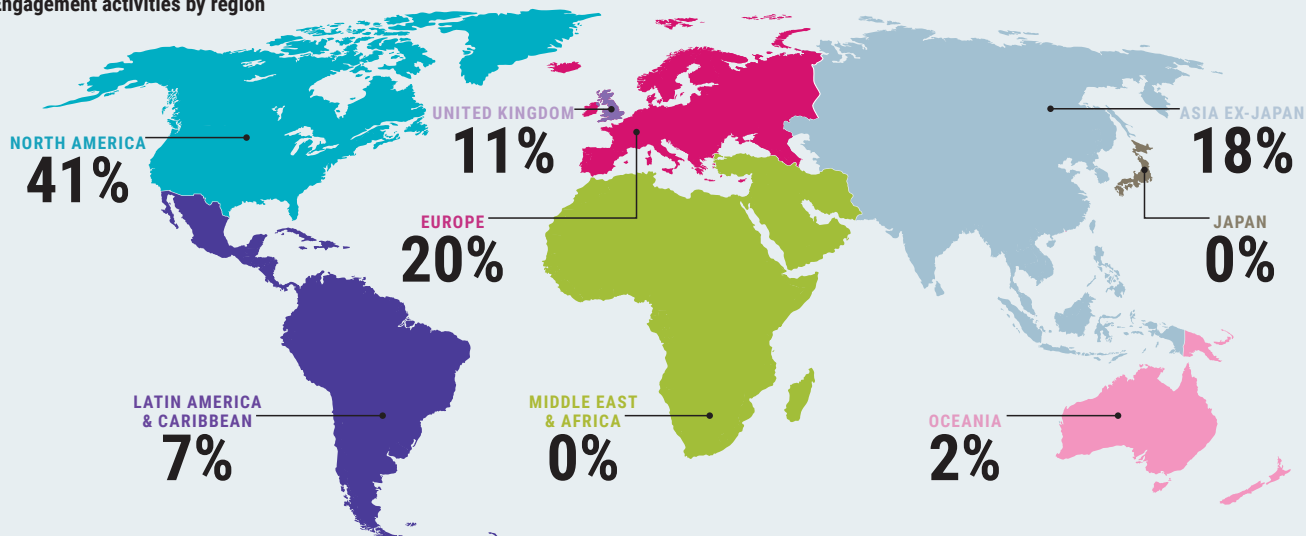 Engagement activities by region
NORTH AMERICA
41%
UNITED KINGDOM
11%
EUROPE
20%
ASIA EX-JAPAN
18%
JAPAN
0%
LATIN AMERICA
& CARIBBEAN
7%
MIDDLE EAST
& AFRICA
0%
OCEANIA
2%